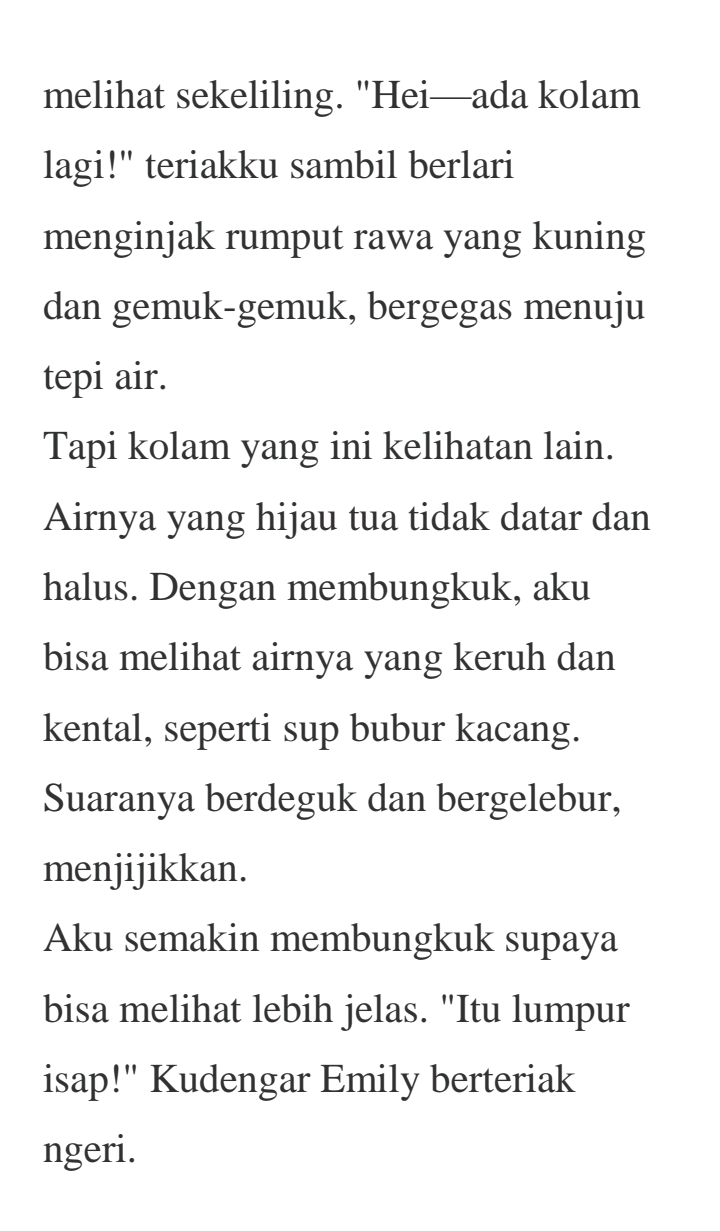 melihat sekeliling. "Hei—ada kolam
lagi!" teriakku sambil berlari
menginjak rumput rawa yang kuning
dan gemuk-gemuk, bergegas menuju
tepi air.
Tapi kolam yang ini kelihatan lain.
Airnya yang hijau tua tidak datar dan
halus. Dengan membungkuk, aku
bisa melihat airnya yang keruh dan
kental, seperti sup bubur kacang.
Suaranya berdeguk dan bergelebur,
menjijikkan.
Aku semakin membungkuk supaya
bisa melihat lebih jelas. "Itu lumpur
isap!" Kudengar Emily berteriak
ngeri.